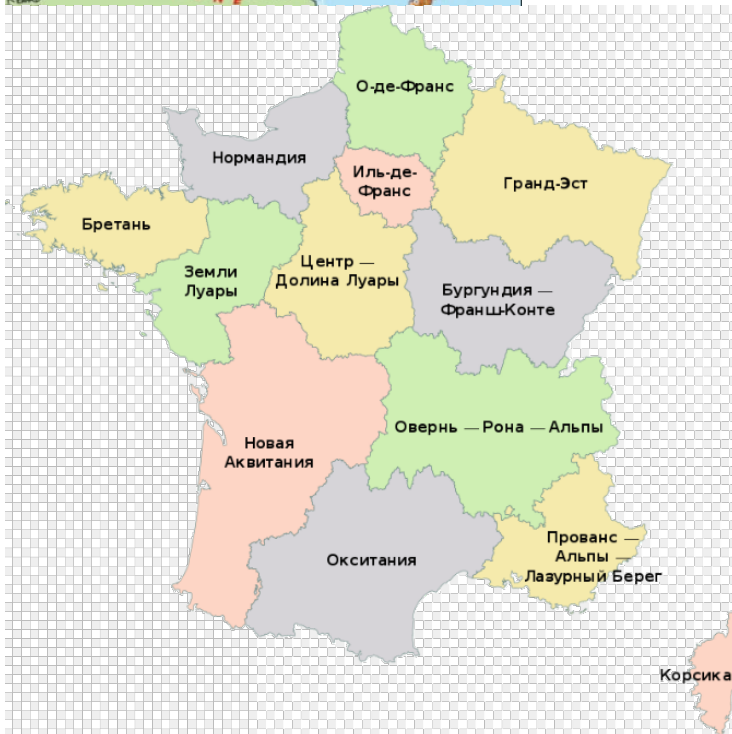 О-де-Франс
Нормандия
Иль-де-
Франс
Гранд-Эст
Бретань
Земли
Луары
Центр —
Долина Луары
Бургундия —
Франш-Конте
Новая
Аквитания
Овернь — Рона — Альпы
Окситания
Прованс —
Альпы —
Лазурный Берег
Корсика